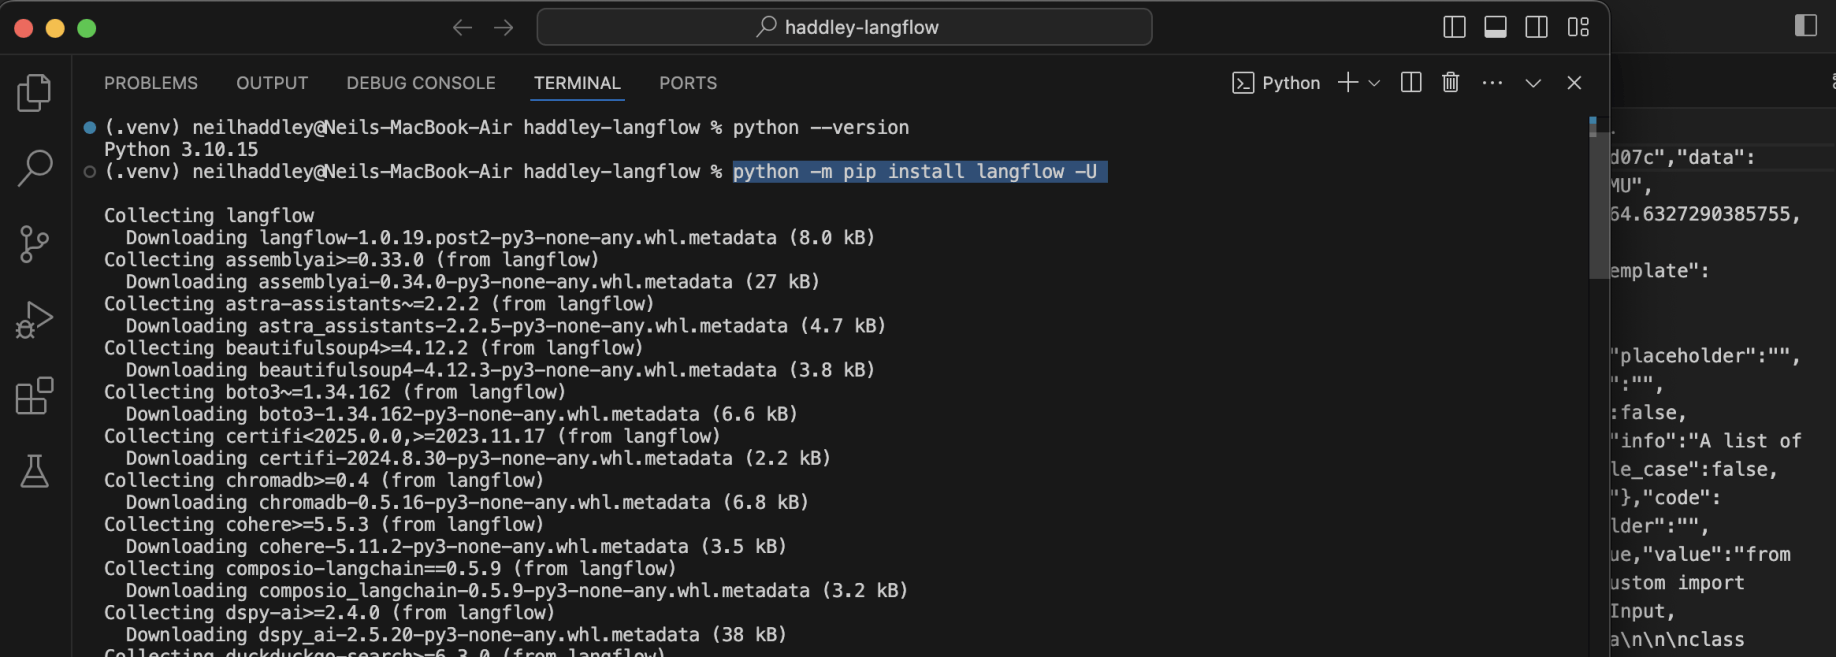 haddley-langflow
PROBLEMS OUTPUT DEBUG CONSOLE TERMINAL PORTS Python
(.venv) neilhaddley@Neils-MacBook-Air haddley-langflow % python --version
Python 3.10.15
(.venv) neilhaddley@Neils-MacBook-Air haddley-langflow % python -m pip install langflow -U
Collecting langflow
Downloading langflow-1.0.19.post2-py3-none-any.whl.metadata (8.0 kB)
Collecting assemblyai>=0.33.0 (from langflow)
Downloading assemblyai-0.34.0-py3-none-any.whl.metadata (27 kB)
Collecting astra-assistants~=2.2.2 (from langflow)
Downloading astra_assistants-2.2.5-py3-none-any.whl.metadata (4.7 kB)
Collecting beautifulsoup4>=4.12.2 (from langflow)
Downloading beautifulsoup4-4.12.3-py3-none-any.whl.metadata (3.8 kB)
Collecting boto3~=1.34.162 (from langflow)
Downloading boto3-1.34.162-py3-none-any.whl.metadata (6.6 kB)
Collecting certifi<2025.0.0,>=2023.11.17 (from langflow)
Downloading certifi-2024.8.30-py3-none-any.whl.metadata (2.2 kB)
Collecting chromadb>=0.4 (from langflow)
Downloading chromadb-0.5.16-py3-none-any.whl.metadata (6.8 kB)
Collecting cohere>=5.5.3 (from langflow)
Downloading cohere-5.11.2-py3-none-any.whl.metadata (3.5 kB)
Collecting composio-langchain==0.5.9 (from langflow)
Downloading composio_langchain-0.5.9-py3-none-any.whl.metadata (3.2 kB)
Collecting dspy-ai>=2.4.0 (from langflow)
Downloading dspy_ai-2.5.20-py3-none-any.whl.metadata (38 kB)
Collecting duckduckgo-search>=6.3.0 (from langflow)
d07c","data":
MU",
64.6327290385755,
emplate":
"placeholder":"",
":"",
:false,
"info":"A list of
le_case":false,
"},"code":
lder":"",
ue,"value":"from
ustom import
Input,
a\n\n\nclass